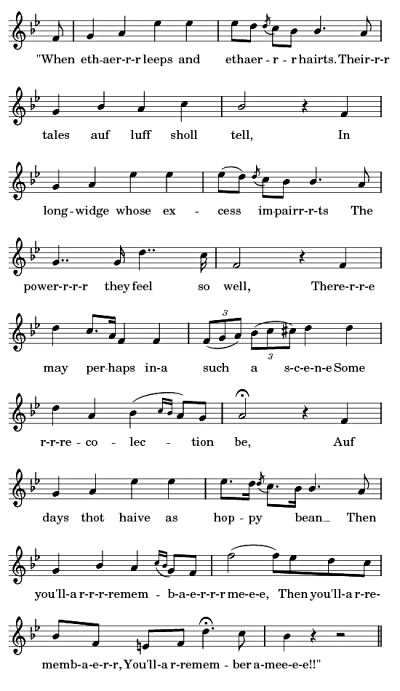 "When eth-aer-r-r leeps and ethaer-r-r hairts. Their-r-r
tales auf luff sholl tell, In
long-widge whose ex-cess im-pairr-r-ts The
power-r-r-r they feel so well, There-r-r-e
may per-haps in-a such a s-c-e-n-e Some
r-r-re-co-lec-tion be, Auf
days thot haive as hop-py bean_ Then
you'll-a r-r-r-remem-b-a-e-r-r me-e-e, Then you'll-a r-re-
memb-a-e-r-r, You'll-a r-remem-ber a-mee-e-e!!"